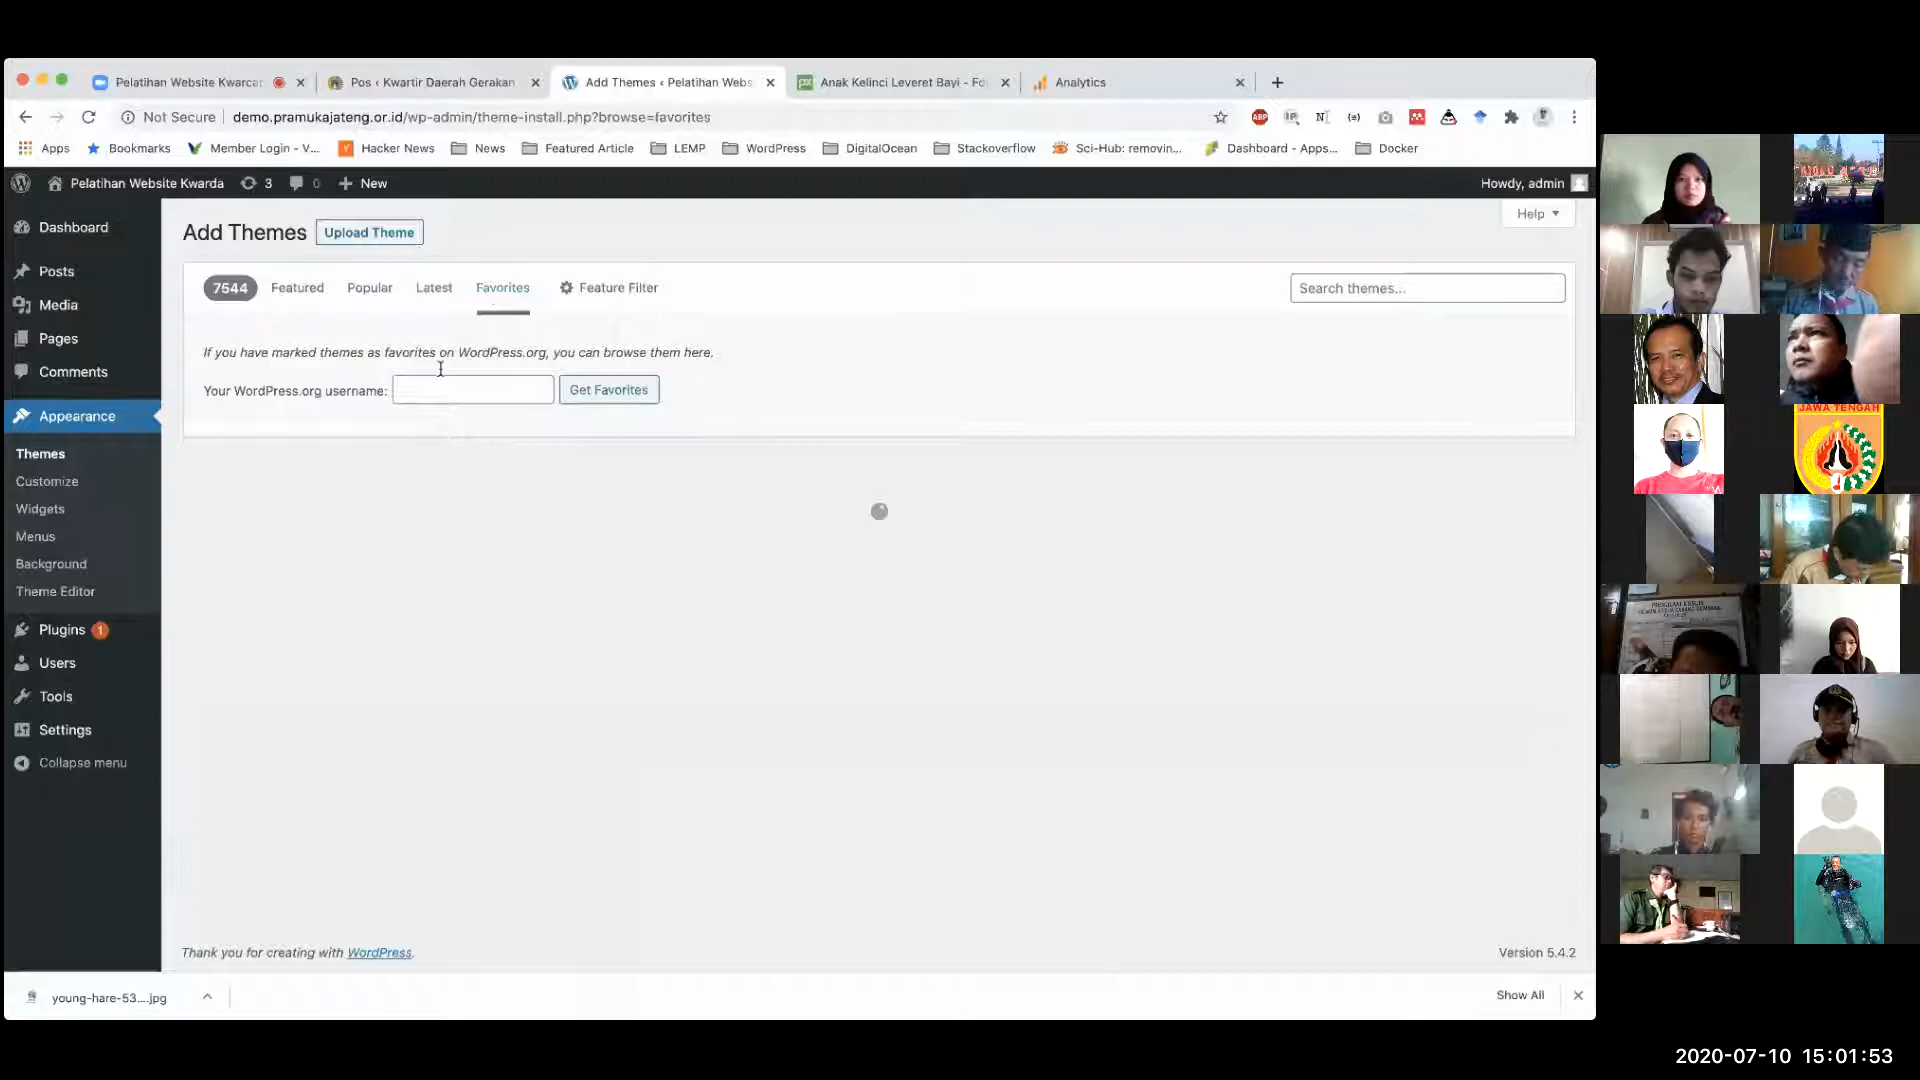 Pelatihan Website Kwarca
Pos ‹ Kwartir Daerah Gerakan
Add Themes ‹ Pelatihan Webs
Anak Kelinci Leveret Bayi - Fo
Analytics
Not Secure
demo.pramukajateng.or.id/wp-admin/theme-install.php?browse=favorites
ABP
Apps
Bookmarks
Member Login - V...
Hacker News
News
Featured Article
LEMP
WordPress
DigitalOcean
Stackoverflow
Sci-Hub: removin...
Dashboard - Apps...
Docker
Pelatihan Website Kwarda
3
0
New
Howdy, admin
Dashboard
Posts
Media
Pages
Comments
Appearance
Themes
Customize
Widgets
Menus
Background
Theme Editor
Plugins 1
Users
Tools
Settings
Collapse menu
Add Themes
Upload Theme
Help
7544
Featured
Popular
Latest
Favorites
Feature Filter
Search themes...
If you have marked themes as favorites on WordPress.org, you can browse them here.
Your WordPress.org username:
Get Favorites
Thank you for creating with WordPress.
Version 5.4.2
young-hare-53....jpg
Show All
JAWA TENGAH
PROGRAM KERJA
2020-07-10 15:01:53